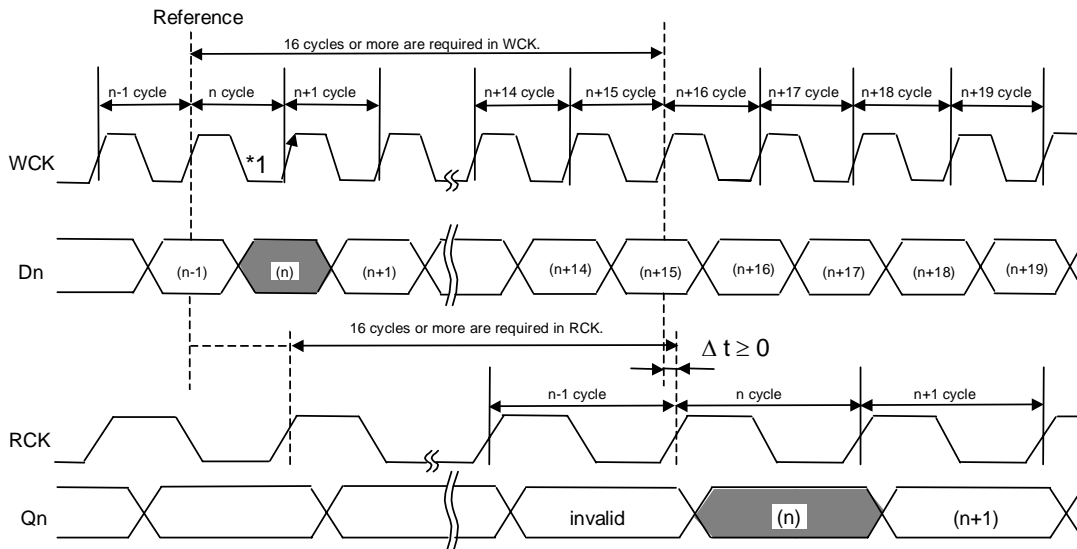 Reference
16 cycles or more are required in WCK.
n-1 cycle n cycle n+1 cycle n+14 cycle n+15 cycle n+16 cycle n+17 cycle n+18 cycle n+19 cycle
WCK *1
Dn (n-1) (n) (n+1) (n+14) (n+15) (n+16) (n+17) (n+18) (n+19)
16 cycles or more are required in RCK.
Δ t ≥ 0
n-1 cycle n cycle n+1 cycle
RCK
Qn invalid (n) (n+1)